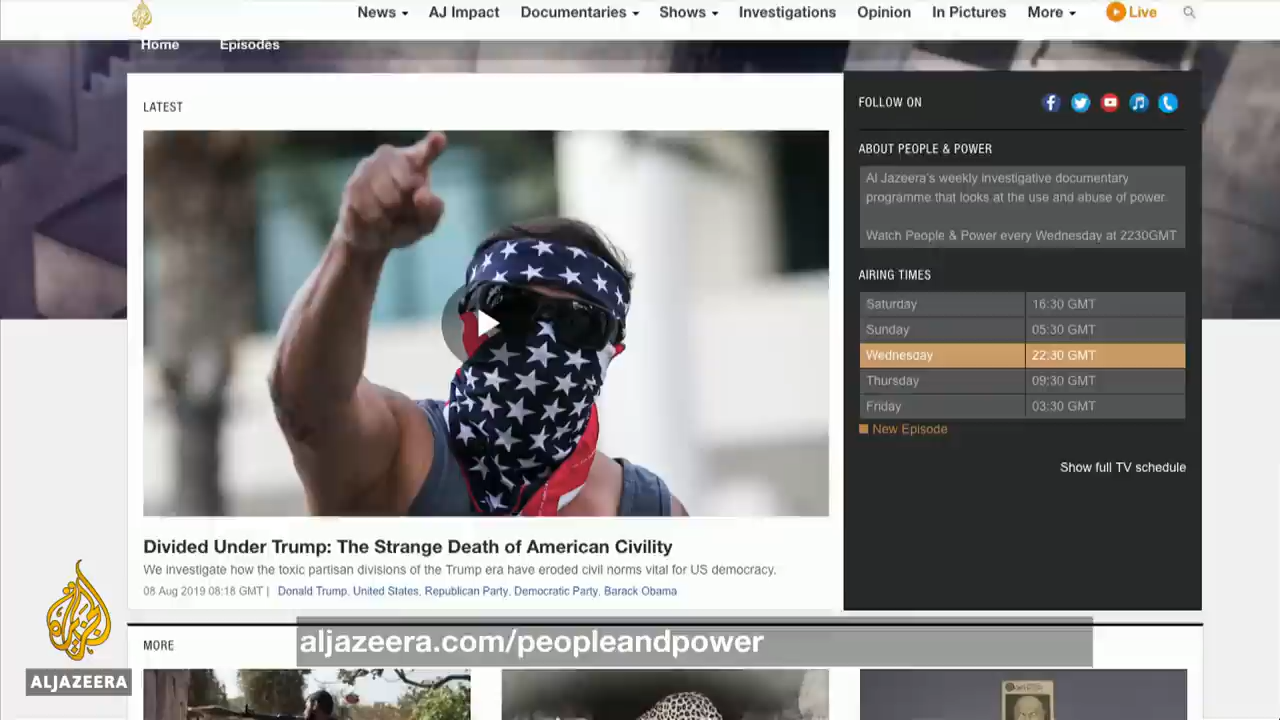 News
AJ Impact
Documentaries
Shows
Investigations
Opinion
In Pictures
More
Live
Home
Episodes
LATEST
Divided Under Trump: The Strange Death of American Civility
We investigate how the toxic partisan divisions of the Trump era have eroded civil norms vital for US democracy.
08 Aug 2019 08:18 GMT | Donald Trump, United States, Republican Party, Democratic Party, Barack Obama
FOLLOW ON
ABOUT PEOPLE & POWER
Al Jazeera's weekly investigative documentary
programme that looks at the use and abuse of power.
Watch People & Power every Wednesday at 2230GMT
AIRING TIMES
Saturday 16:30 GMT
Sunday 05:30 GMT
Wednesday 22:30 GMT
Thursday 09:30 GMT
Friday 03:30 GMT
New Episode
Show full TV schedule
MORE
aljazeera.com/peopleandpower
ALJAZEERA